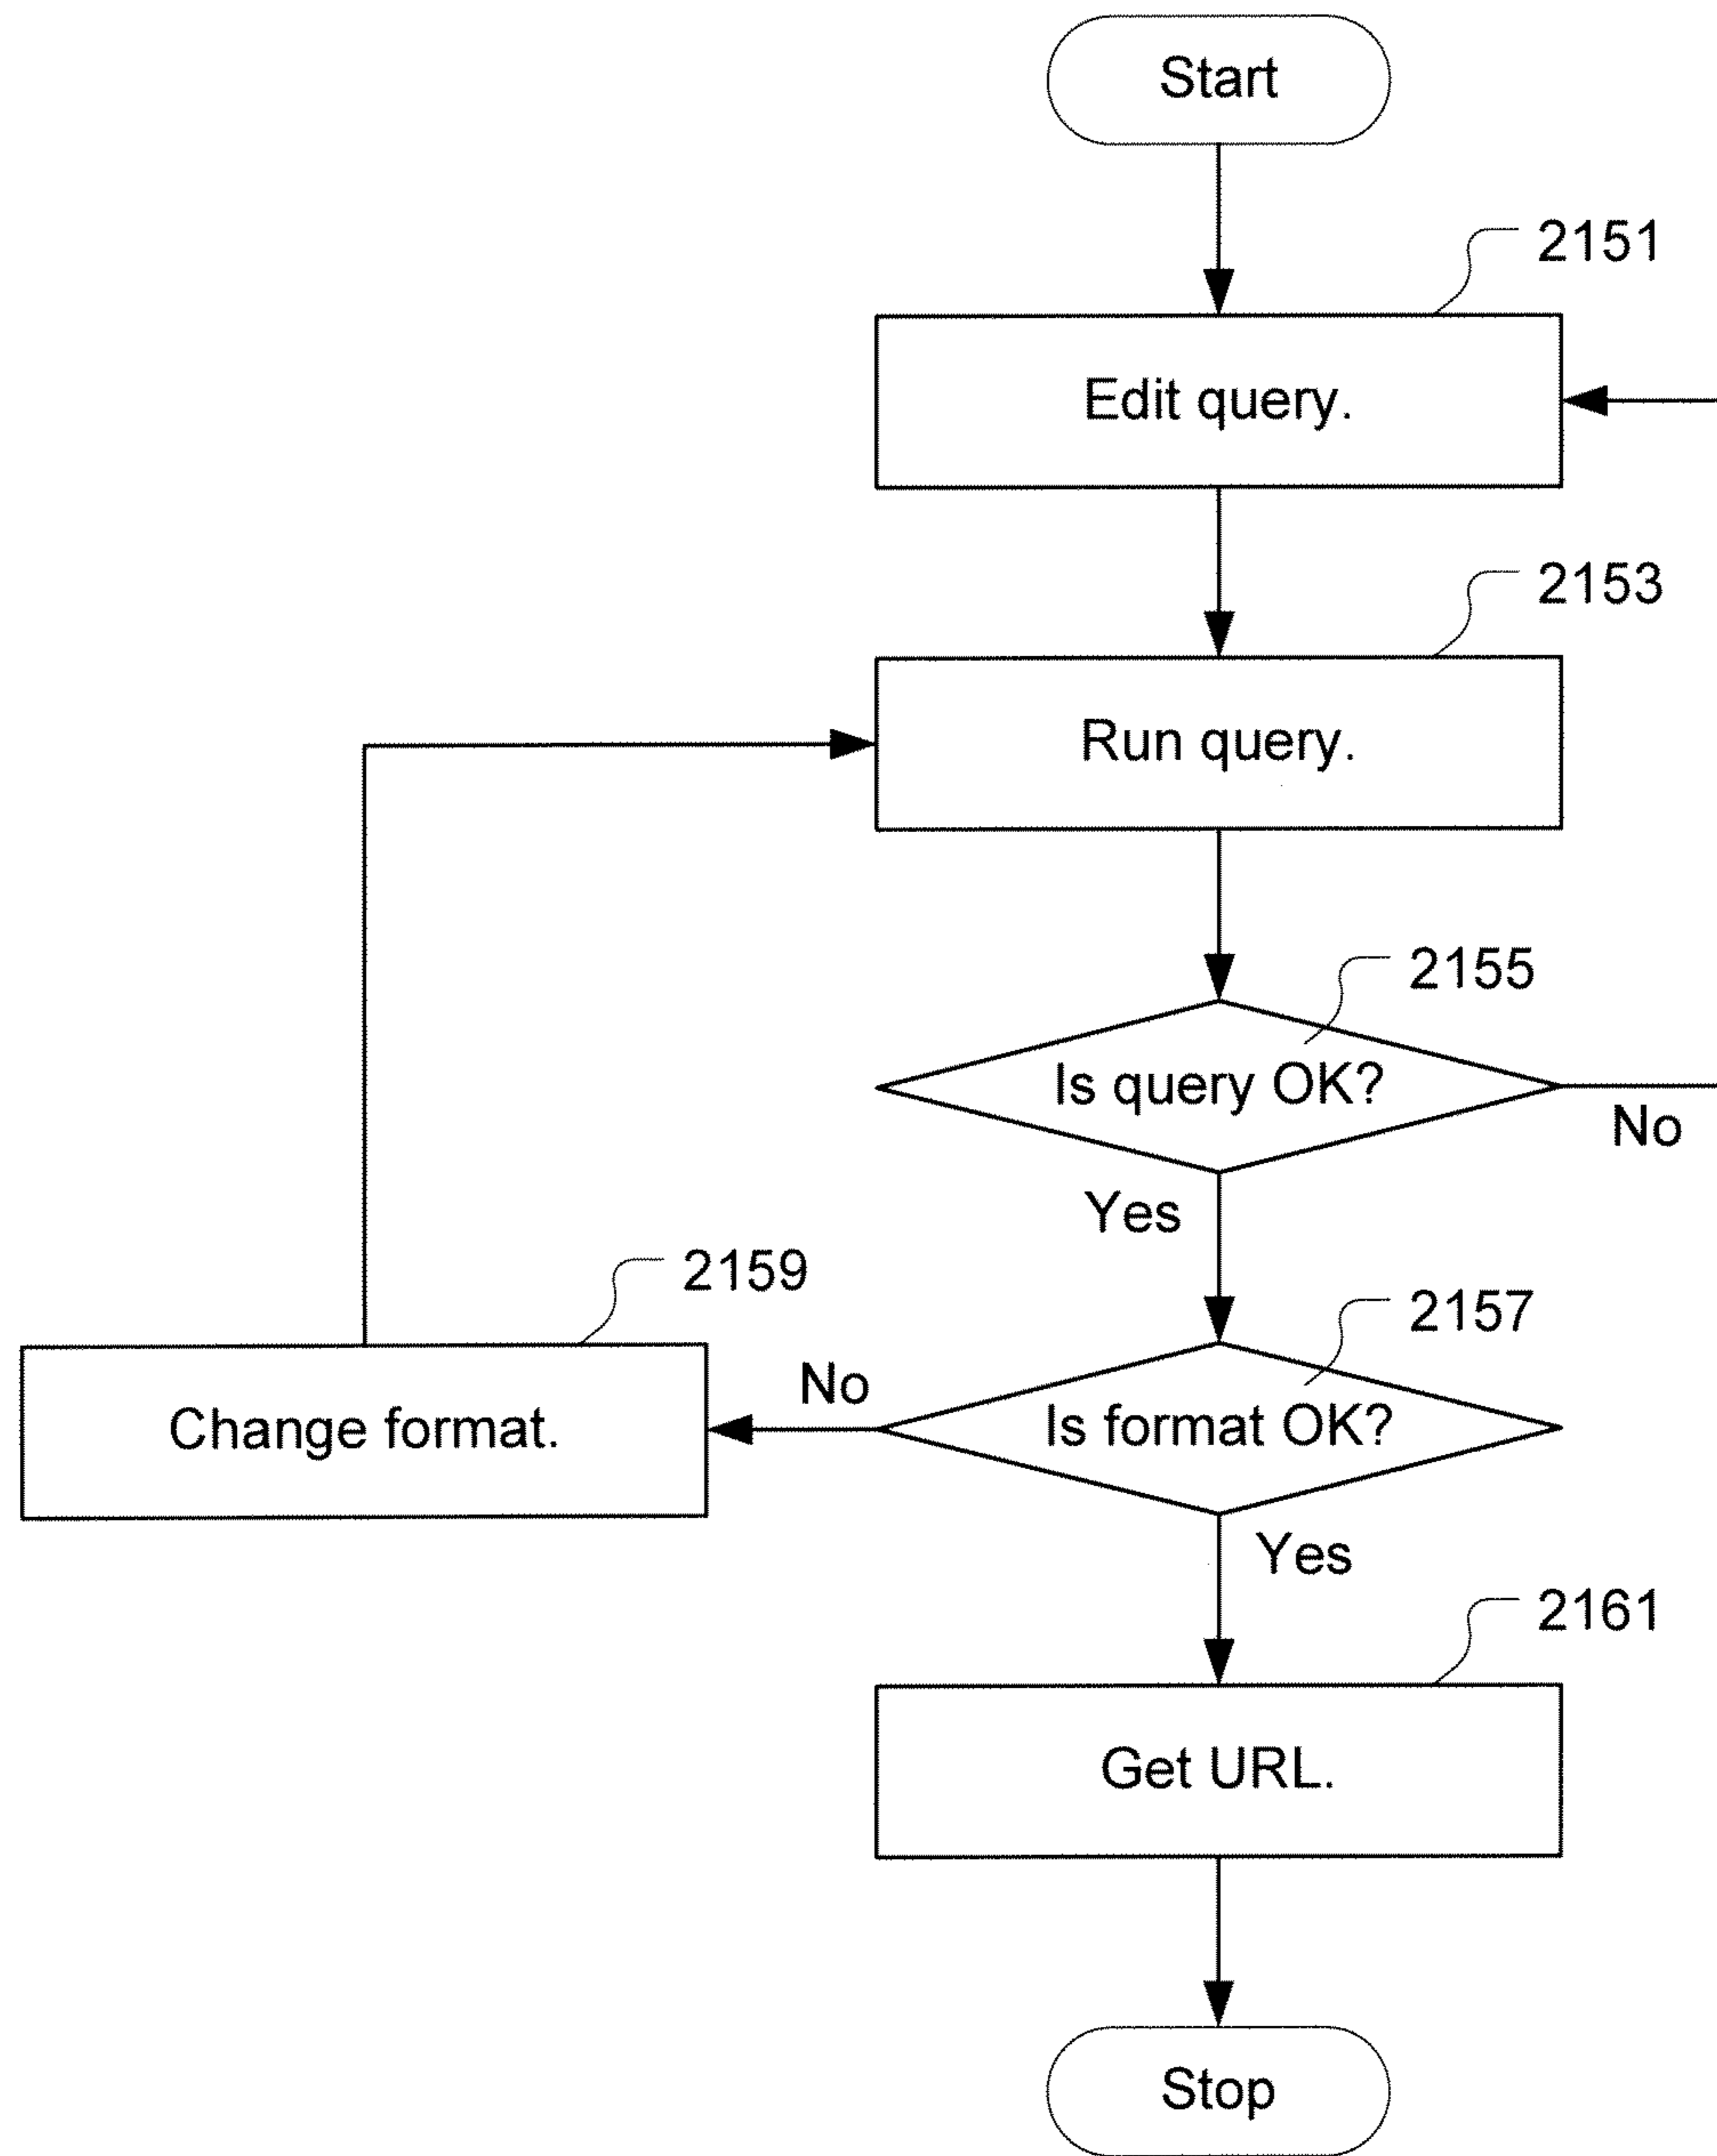 Start
2151
Edit query.
2153
Run query.
2155
Is query OK?
No
Yes
2159
2157
Change format.
No
Is format OK?
Yes
2161
Get URL.
Stop